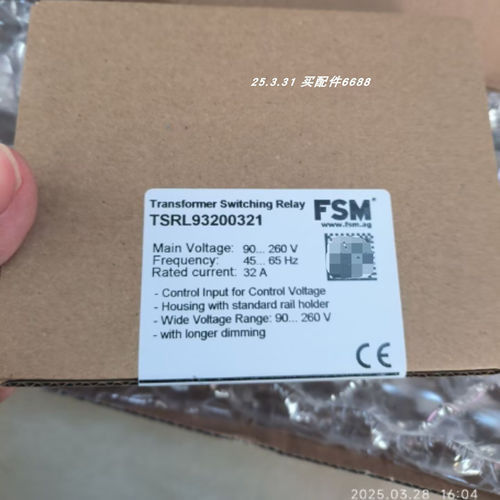 25.3.31 买配件6688
Transformer Switching Relay
TSRL93200321
FSM®
www.fsm.ag
Main Voltage: 90... 260 V
Frequency: 45... 65 Hz
Rated current: 32 A
- Control Input for Control Voltage
- Housing with standard rail holder
- Wide Voltage Range: 90... 260 V
- with longer dimming
CE
2025.03.28 16:04